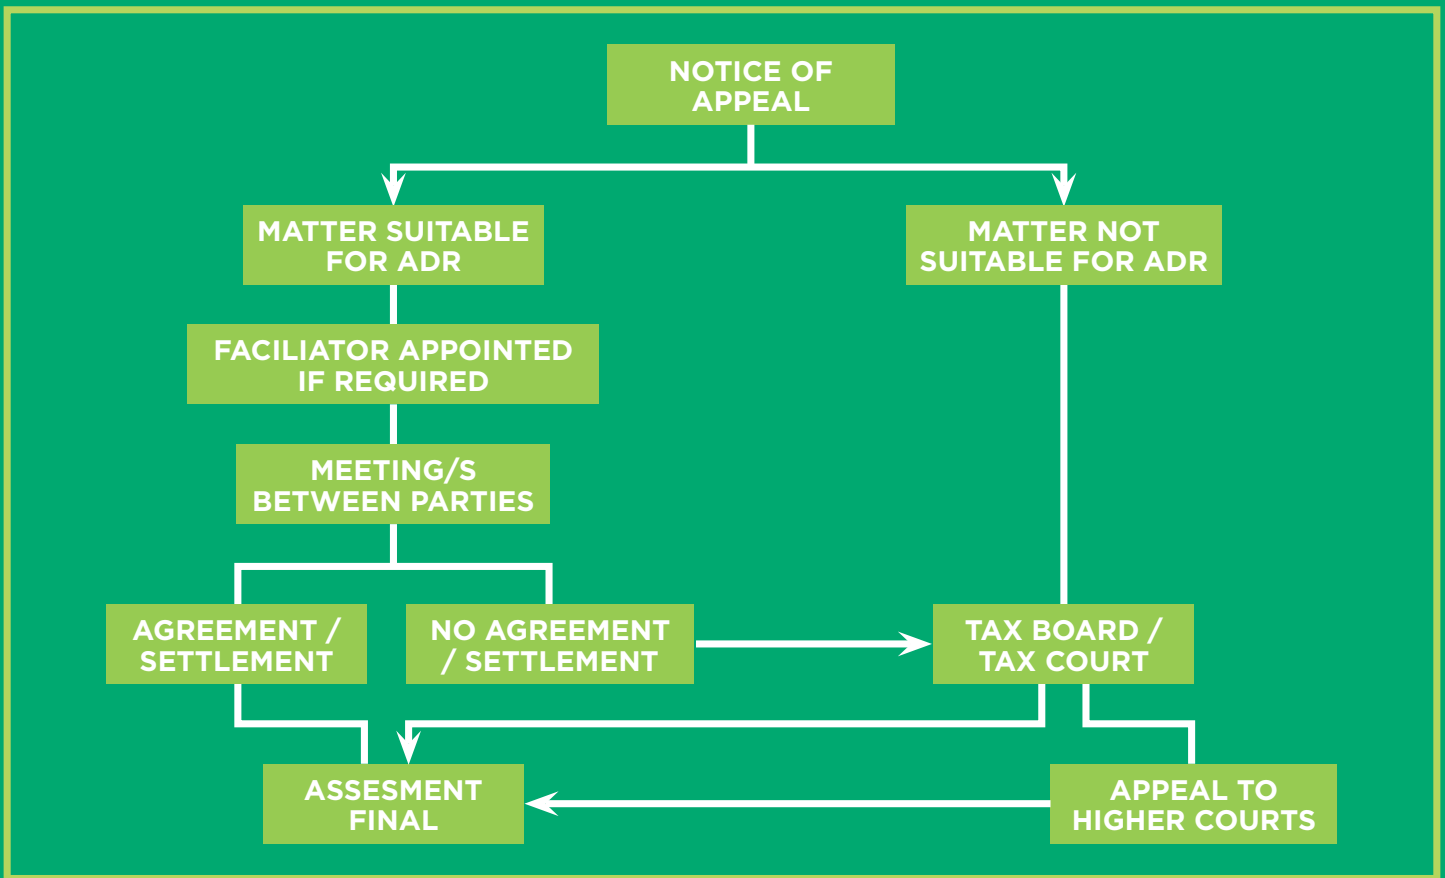 NOTICE OF
APPEAL
MATTER SUITABLE
FOR ADR
MATTER NOT
SUITABLE FOR ADR
FACILIATOR APPOINTED
IF REQUIRED
MEETING/S
BETWEEN PARTIES
AGREEMENT /
SETTLEMENT
NO AGREEMENT
/ SETTLEMENT
TAX BOARD /
TAX COURT
ASSESMENT
FINAL
APPEAL TO
HIGHER COURTS